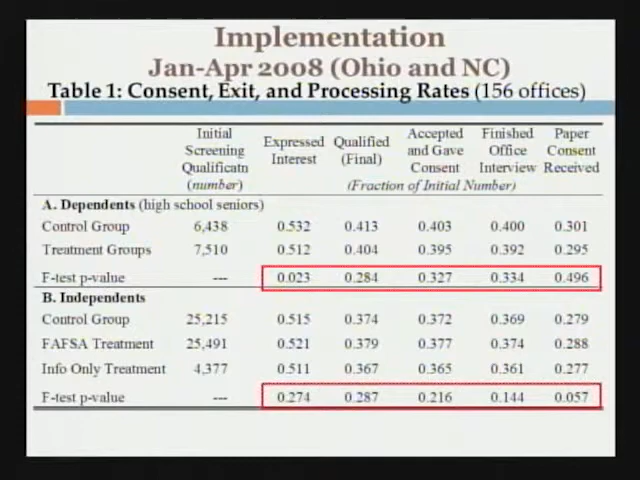 Implementation
Jan-Apr 2008 (Ohio and NC)
Table 1: Consent, Exit, and Processing Rates (156 offices)
Initial Screening Qualificatn (number) Expressed Interest Qualified (Final) Accepted and Gave Consent Finished Office Interview Paper Consent Received
(Fraction of Initial Number)
A. Dependents (high school seniors)
Control Group 6,438 0.532 0.413 0.403 0.400 0.301
Treatment Groups 7,510 0.512 0.404 0.395 0.392 0.295
F-test p-value --- 0.023 0.284 0.327 0.334 0.496
B. Independents
Control Group 25,215 0.515 0.374 0.372 0.369 0.279
FAFSA Treatment 25,491 0.521 0.379 0.377 0.374 0.288
Info Only Treatment 4,377 0.511 0.367 0.365 0.361 0.277
F-test p-value --- 0.274 0.287 0.216 0.144 0.057